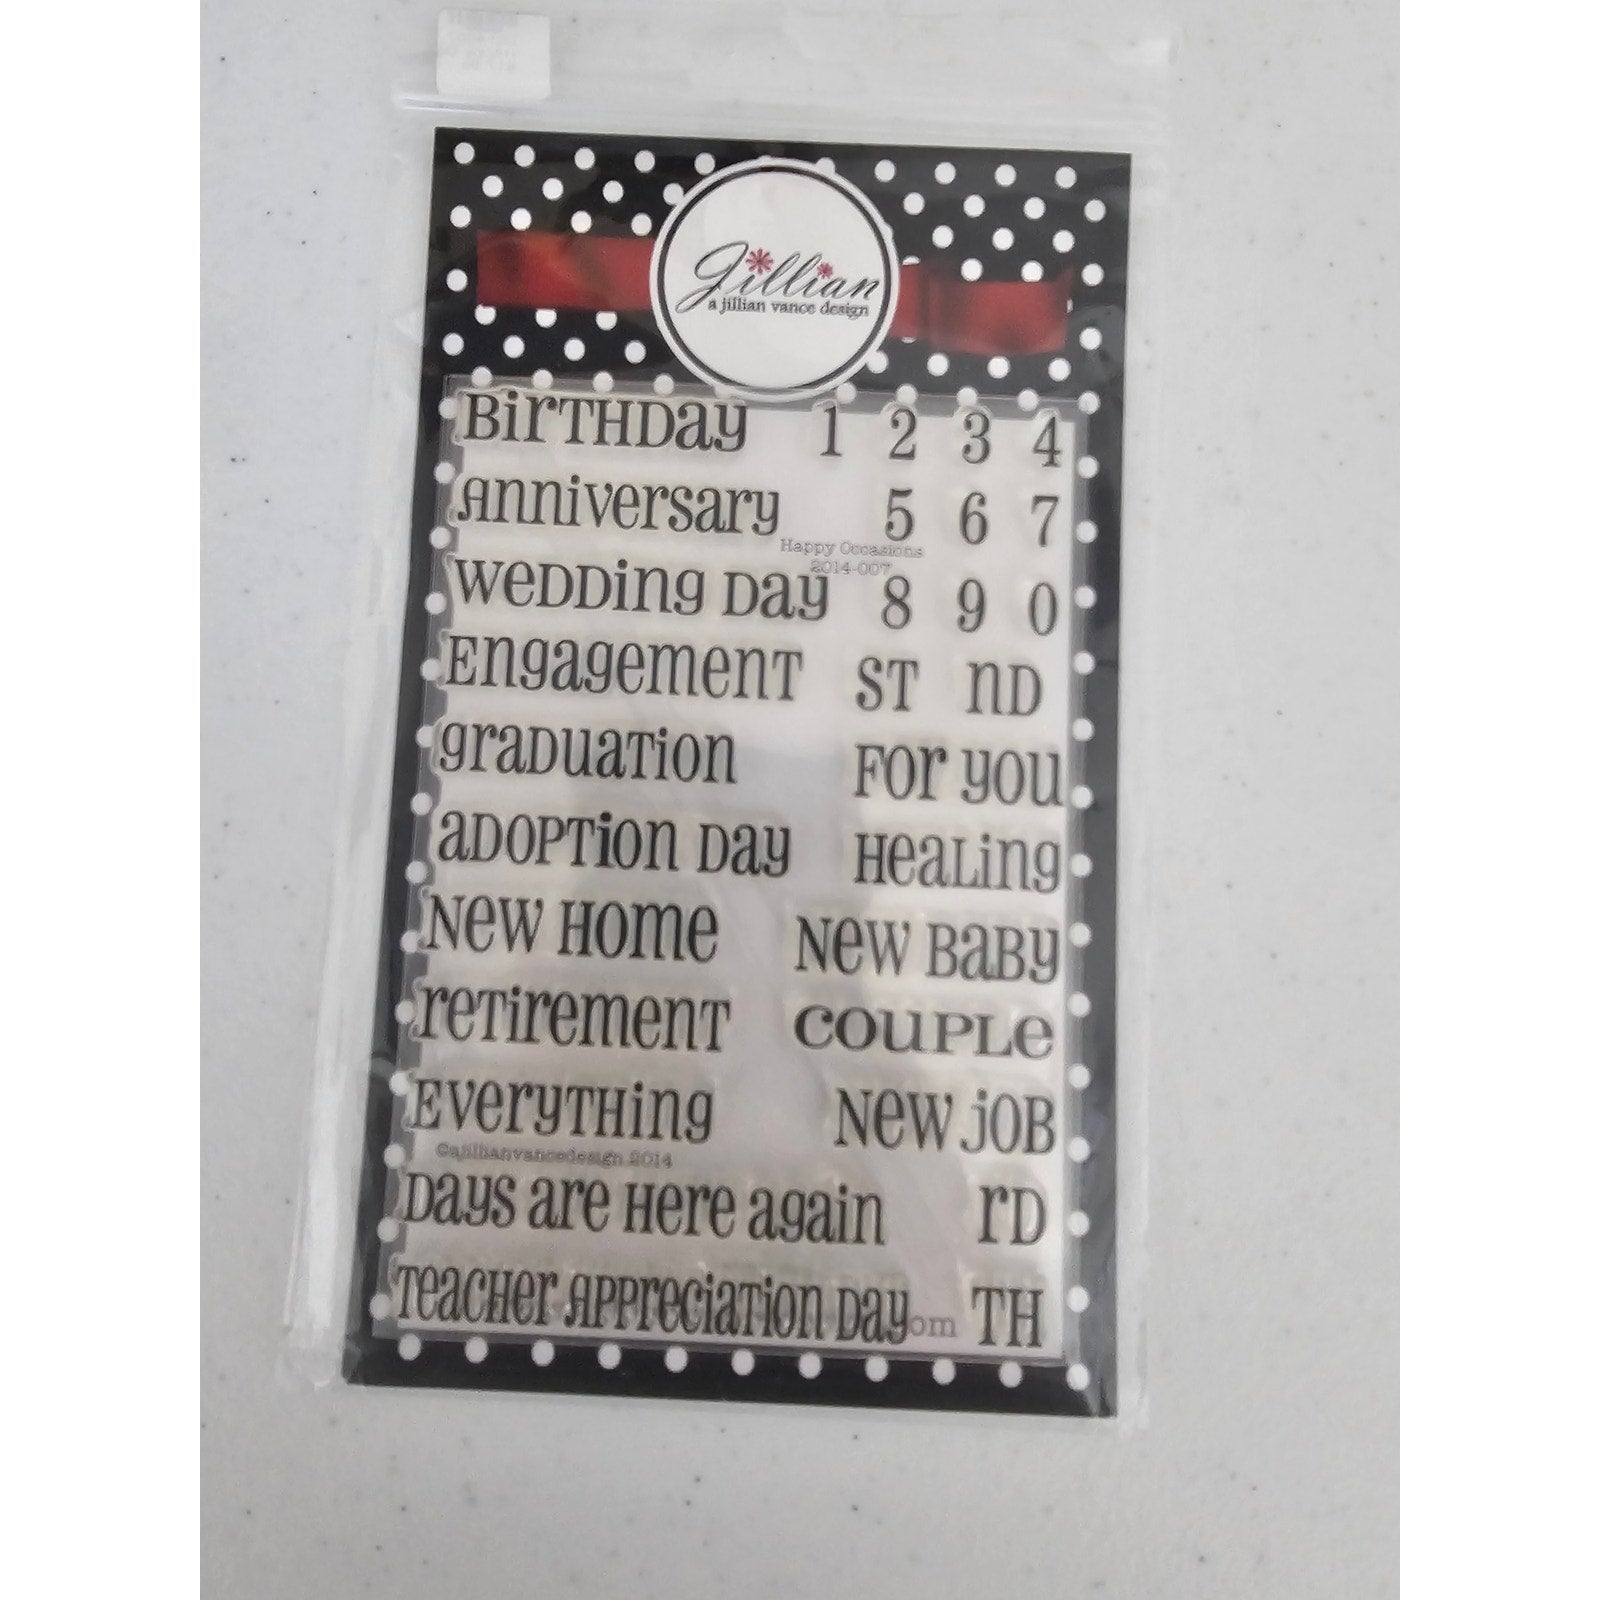 Jillian
a jillian vance design
BirTHDay 1 2 3 4
Anniversary 5 6 7
Happy Occasions
2014-007
WeDDing Day 8 9 0
EngagemenT ST nD
graDuaTion For you
aDOPTion Day HeaLing
New Home New BaBy
reTiremenT COUPLe
EveryTHing New joB
©ajillianvancedesign 2014
Days are Here again rD
TeacHer APPreciaTion Day om TH